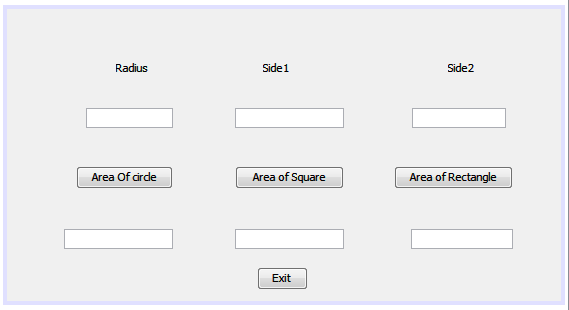 Radius Side1 Side2
Area Of circle Area of Square Area of Rectangle
Exit